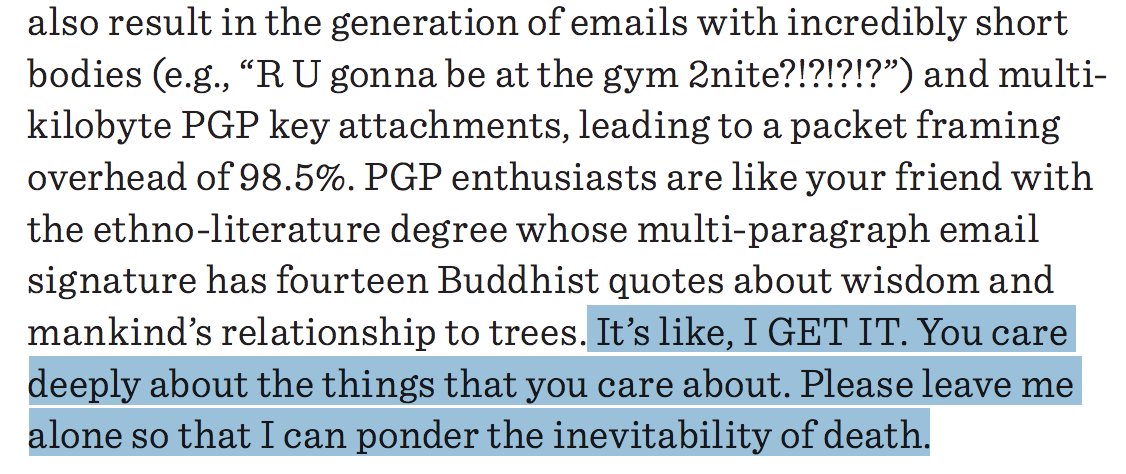 also result in the generation of emails with incredibly short
bodies (e.g., “R U gonna be at the gym 2nite?!?!?!?”) and multi-
kilobyte PGP key attachments, leading to a packet framing
overhead of 98.5%. PGP enthusiasts are like your friend with
the ethno-literature degree whose multi-paragraph email
signature has fourteen Buddhist quotes about wisdom and
mankind’s relationship to trees. It’s like, I GET IT. You care
deeply about the things that you care about. Please leave me
alone so that I can ponder the inevitability of death.